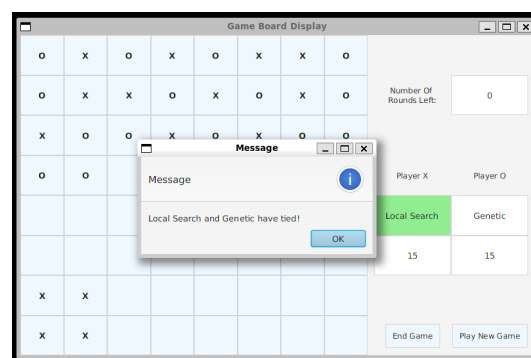 Game Board Display
O X O X O X X O
O X X O X O X O
Number Of
Rounds Left:
0
X O O X O X O O
Message
O O
Message
Player X
Player O
Local Search and Genetic have tied!
Local Search
Genetic
OK
15
15
X X
X X
End Game
Play New Game